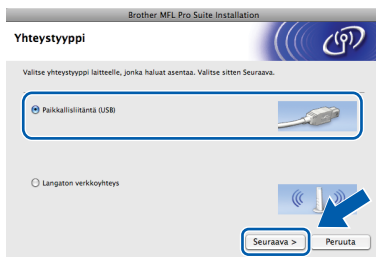 Brother MFL Pro Suite Installation
Yhteystyyppi
Valitse yhteystyyppi laitteelle, jonka haluat asentaa. Valitse sitten Seuraava.
Paikkallisliitäntä (USB)
Langaton verkkoyhteys
Seuraava >
Peruuta